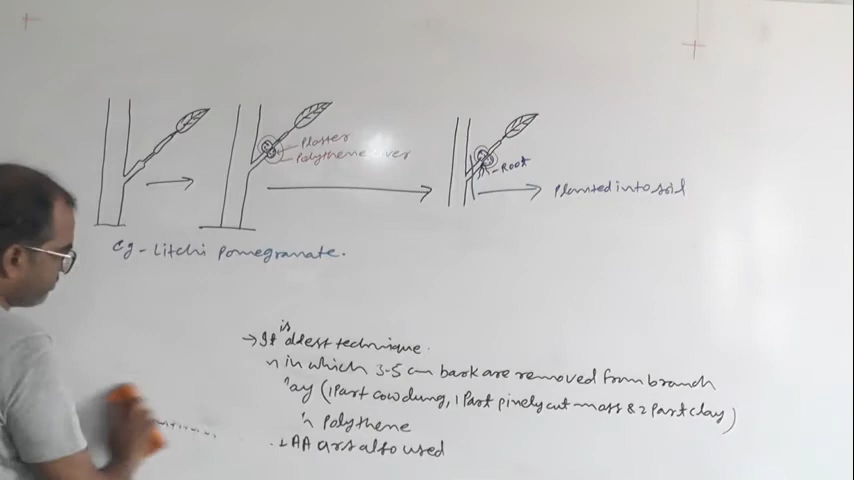 Plaster
Polythene cover
Root
Planted into soil
eg - Litchi pomegranate.
→ It is oldest technique.
in which 3-5 cm bark are removed from branch
(1 Part cowdung, 1 Part finely cut moss & 2 Part clay)
Polythene
IAA are also used